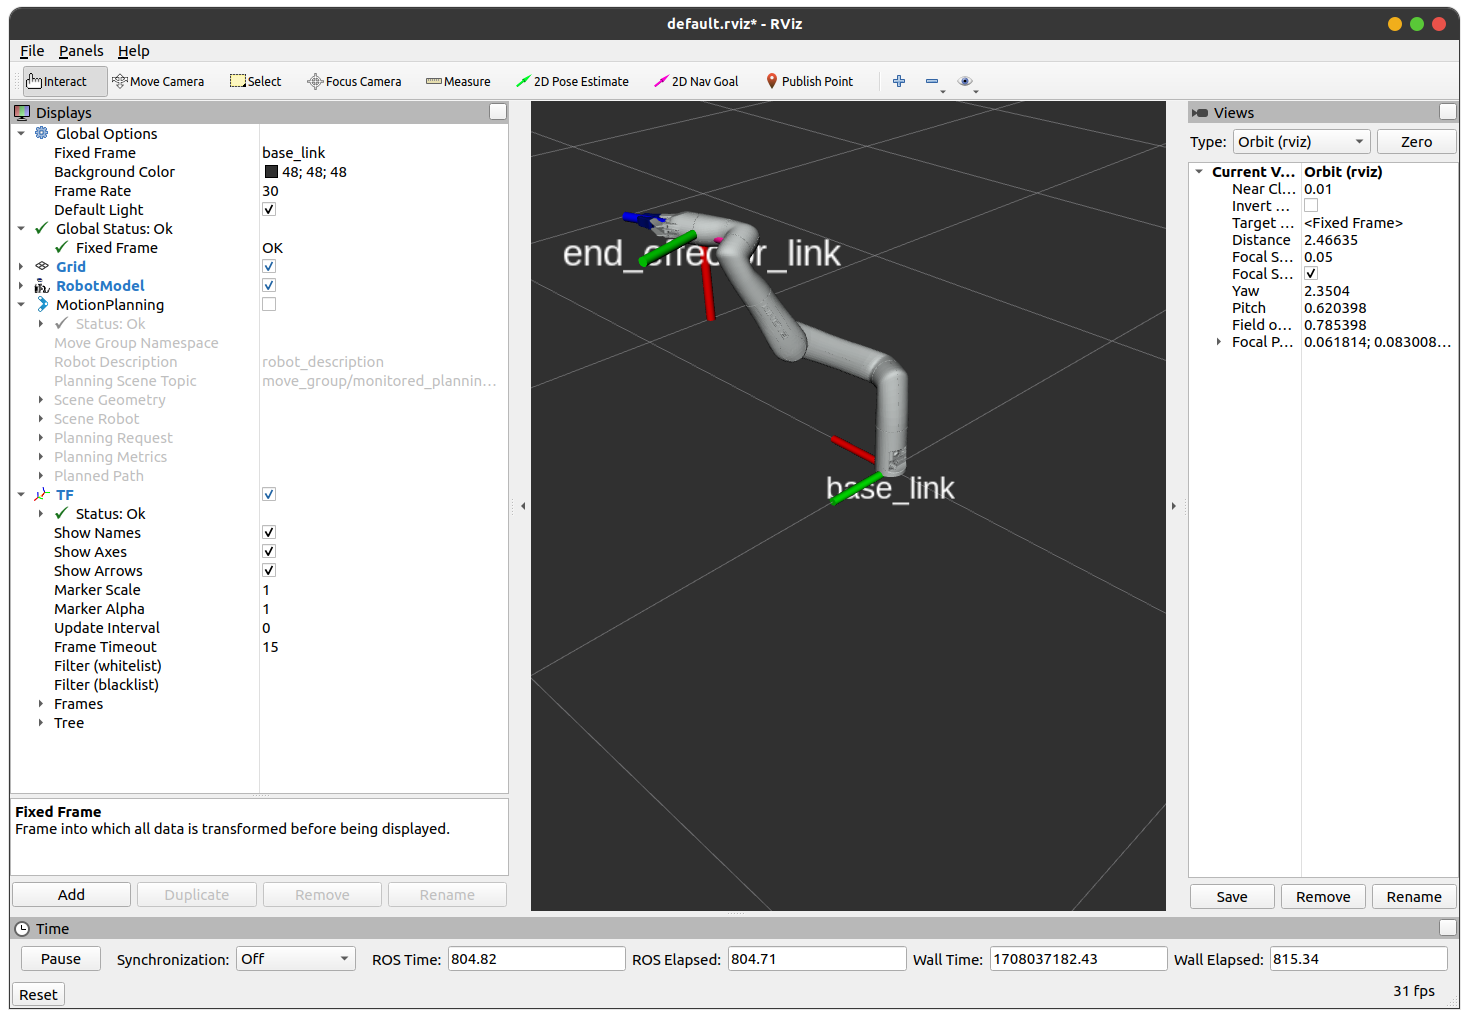 default.rviz* - RViz
File Panels Help
Interact Move Camera Select Focus Camera Measure 2D Pose Estimate 2D Nav Goal Publish Point
Displays
Global Options
Fixed Frame base_link
Background Color 48; 48; 48
Frame Rate 30
Default Light
Global Status: Ok
Fixed Frame OK
Grid
RobotModel
MotionPlanning
Status: Ok
Move Group Namespace
Robot Description robot_description
Planning Scene Topic move_group/monitored_plannin...
Scene Geometry
Scene Robot
Planning Request
Planning Metrics
Planned Path
TF
Status: Ok
Show Names
Show Axes
Show Arrows
Marker Scale 1
Marker Alpha 1
Update Interval 0
Frame Timeout 15
Filter (whitelist)
Filter (blacklist)
Frames
Tree
Fixed Frame
Frame into which all data is transformed before being displayed.
Add Duplicate Remove Rename
end_effector_link
base_link
Views
Type: Orbit (rviz) Zero
Current V... Orbit (rviz)
Near Cl... 0.01
Invert ...
Target ... <Fixed Frame>
Distance 2.46635
Focal S... 0.05
Focal S...
Yaw 2.3504
Pitch 0.620398
Field o... 0.785398
Focal P... 0.061814; 0.083008...
Save Remove Rename
Time
Pause Synchronization: Off ROS Time: 804.82 ROS Elapsed: 804.71 Wall Time: 1708037182.43 Wall Elapsed: 815.34
Reset 31 fps